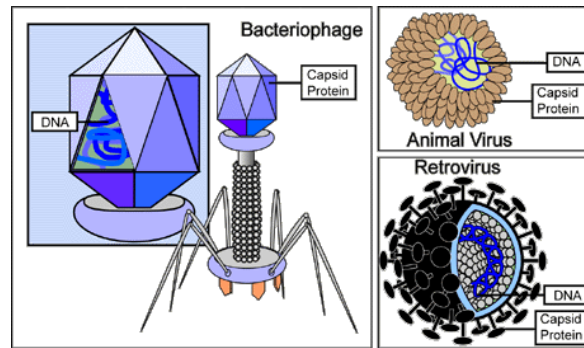 Bacteriophage
DNA
Capsid
Protein
DNA
Capsid
Protein
Animal Virus
Retrovirus
DNA
Capsid
Protein